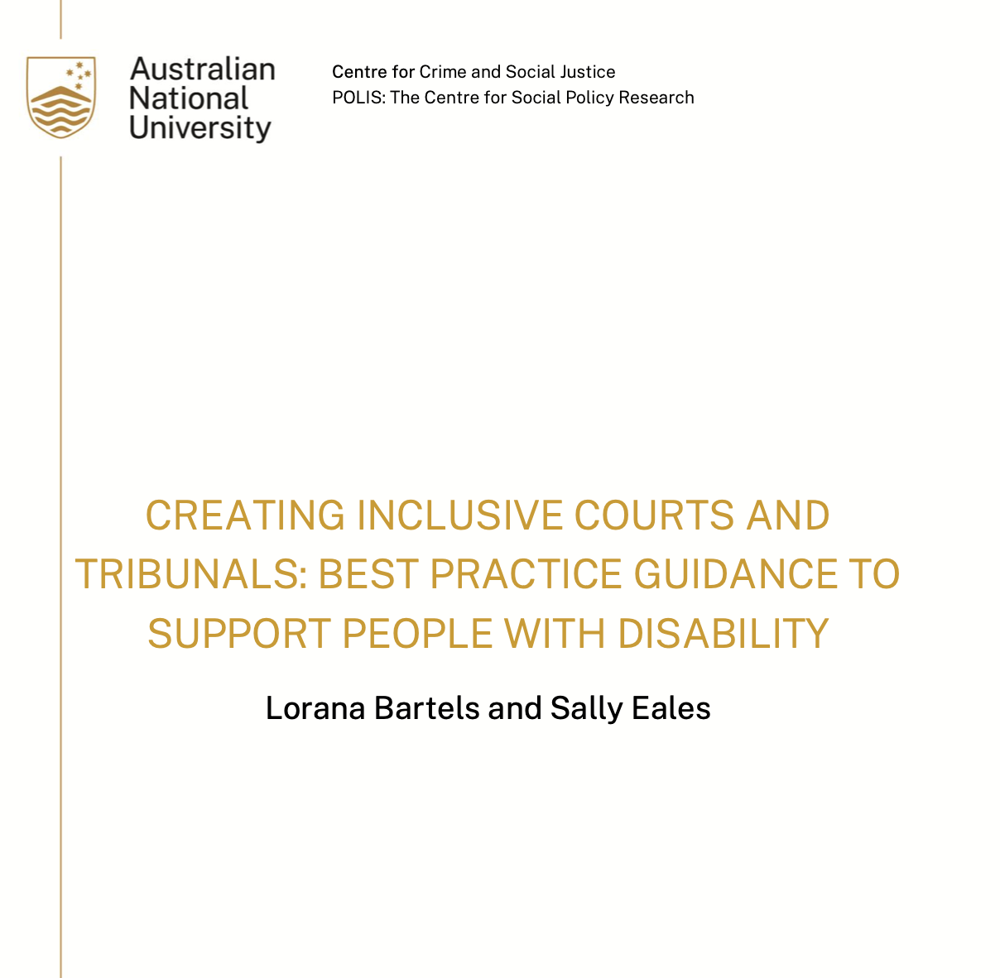 Australian
National
University
Centre for Crime and Social Justice
POLIS: The Centre for Social Policy Research
CREATING INCLUSIVE COURTS AND
TRIBUNALS: BEST PRACTICE GUIDANCE TO
SUPPORT PEOPLE WITH DISABILITY
Lorana Bartels and Sally Eales